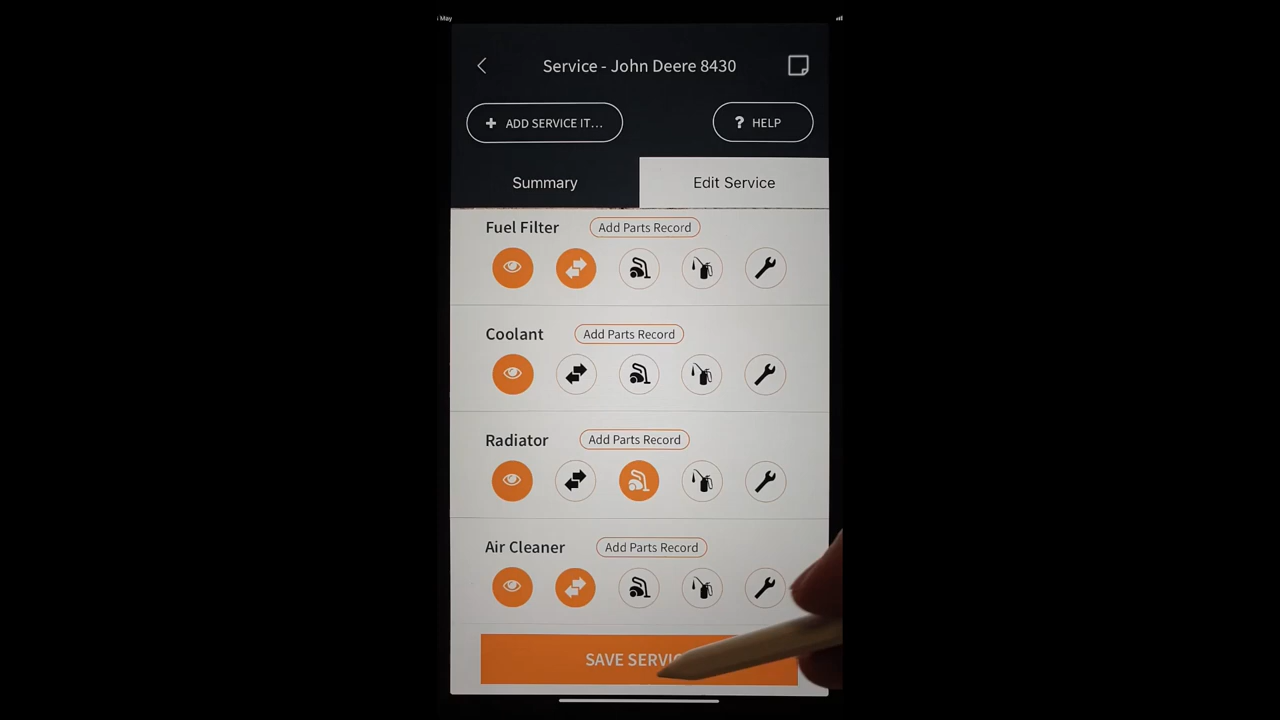 May
Service - John Deere 8430
+ ADD SERVICE IT...
? HELP
Summary
Edit Service
Fuel Filter
Add Parts Record
Coolant
Add Parts Record
Radiator
Add Parts Record
Air Cleaner
Add Parts Record
SAVE SERVIC